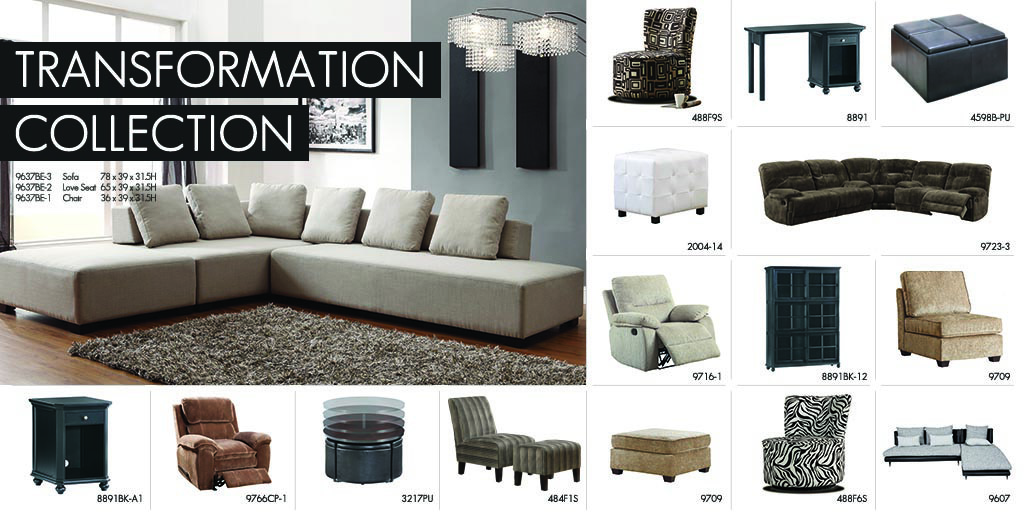 TRANSFORMATION
COLLECTION
9637BE-3 Sofa 78 x 39 x 31.5H
9637BE-2 Love Seat 65 x 39 x 31.5H
9637BE-1 Chair 36 x 39 x 31.5H
488F9S
8891
4598B-PU
2004-14
9723-3
9716-1
8891BK-12
9709
8891BK-A1
9766CP-1
3217PU
484F1S
9709
488F6S
9607